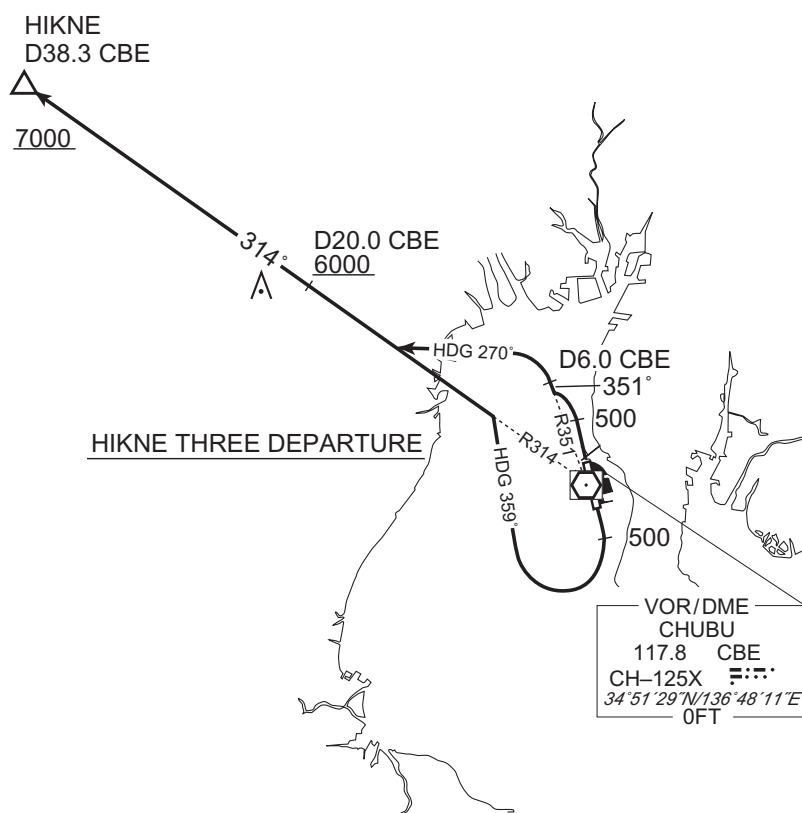 HIKNE
D38.3 CBE
7000
314°
D20.0 CBE
6000
HDG 270°
D6.0 CBE
351°
500
R351
HIKNE THREE DEPARTURE
R314
HDG 359°
500
VOR/DME
CHUBU
117.8 CBE
CH–125X
34°51′29″N/136°48′11″E
0FT